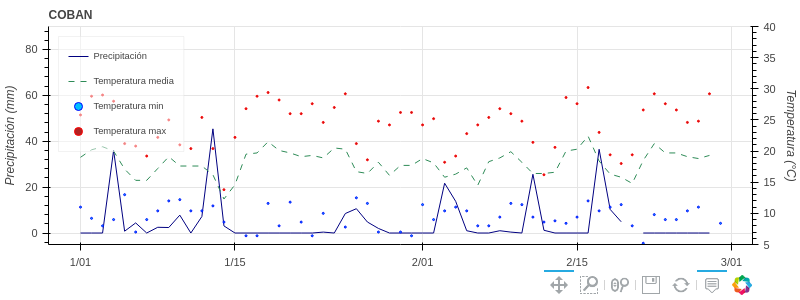 COBAN
Precipitación
Temperatura media
Temperatura min
Temperatura max
Precipitación (mm)
80
60
40
20
0
40
35
30
25
20
15
10
5
Temperatura (°C)
1/01
1/15
2/01
2/15
3/01